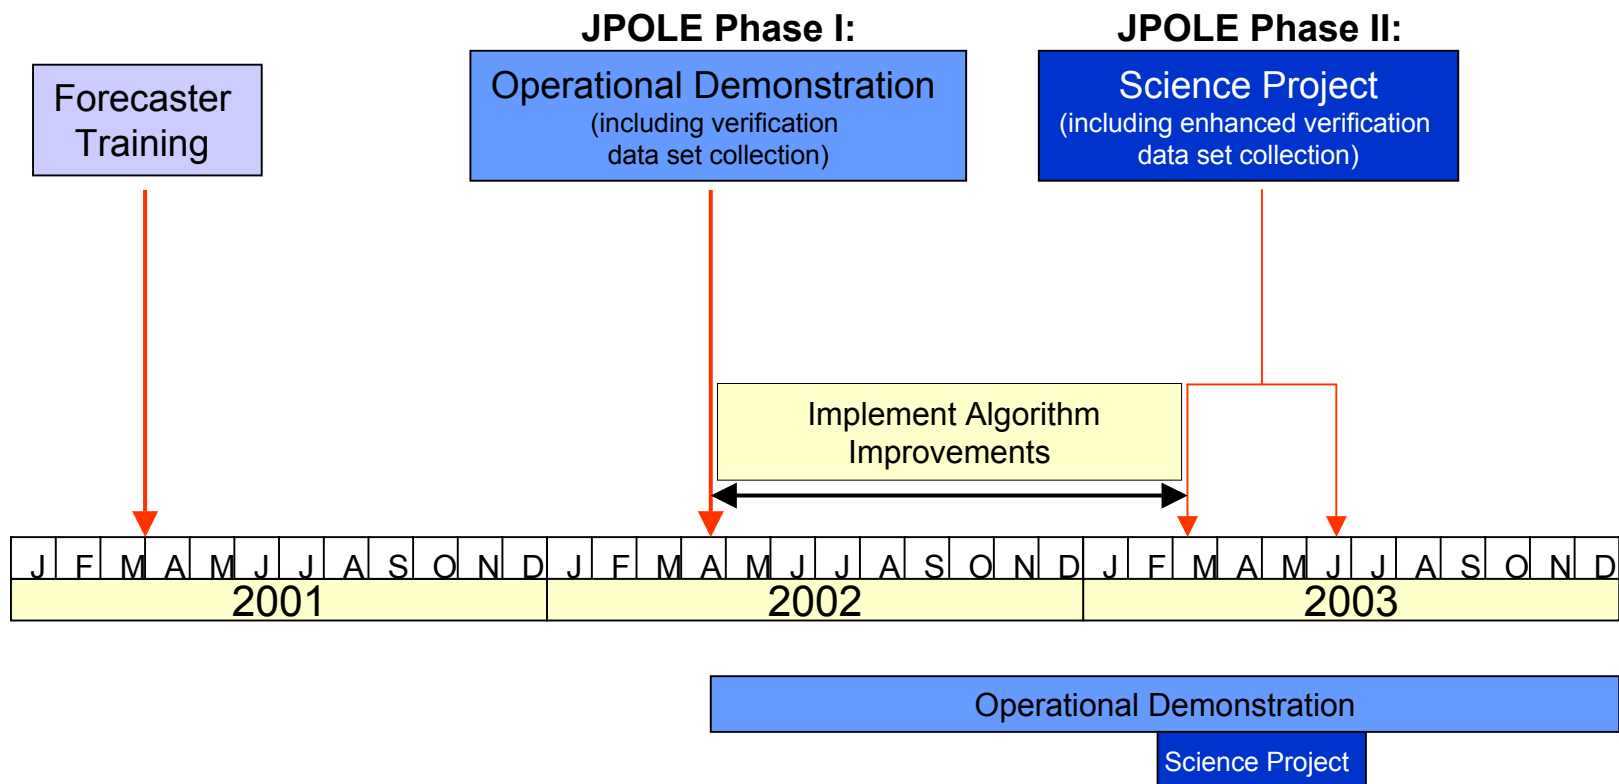 JPOLE Phase I:
JPOLE Phase II:
Forecaster
Training
Operational Demonstration
(including verification
data set collection)
Science Project
(including enhanced verification
data set collection)
Implement Algorithm
Improvements
J F M A M J J A S O N D J F M A M J J A S O N D J F M A M J J A S O N D
2001 2002 2003
Operational Demonstration
Science Project